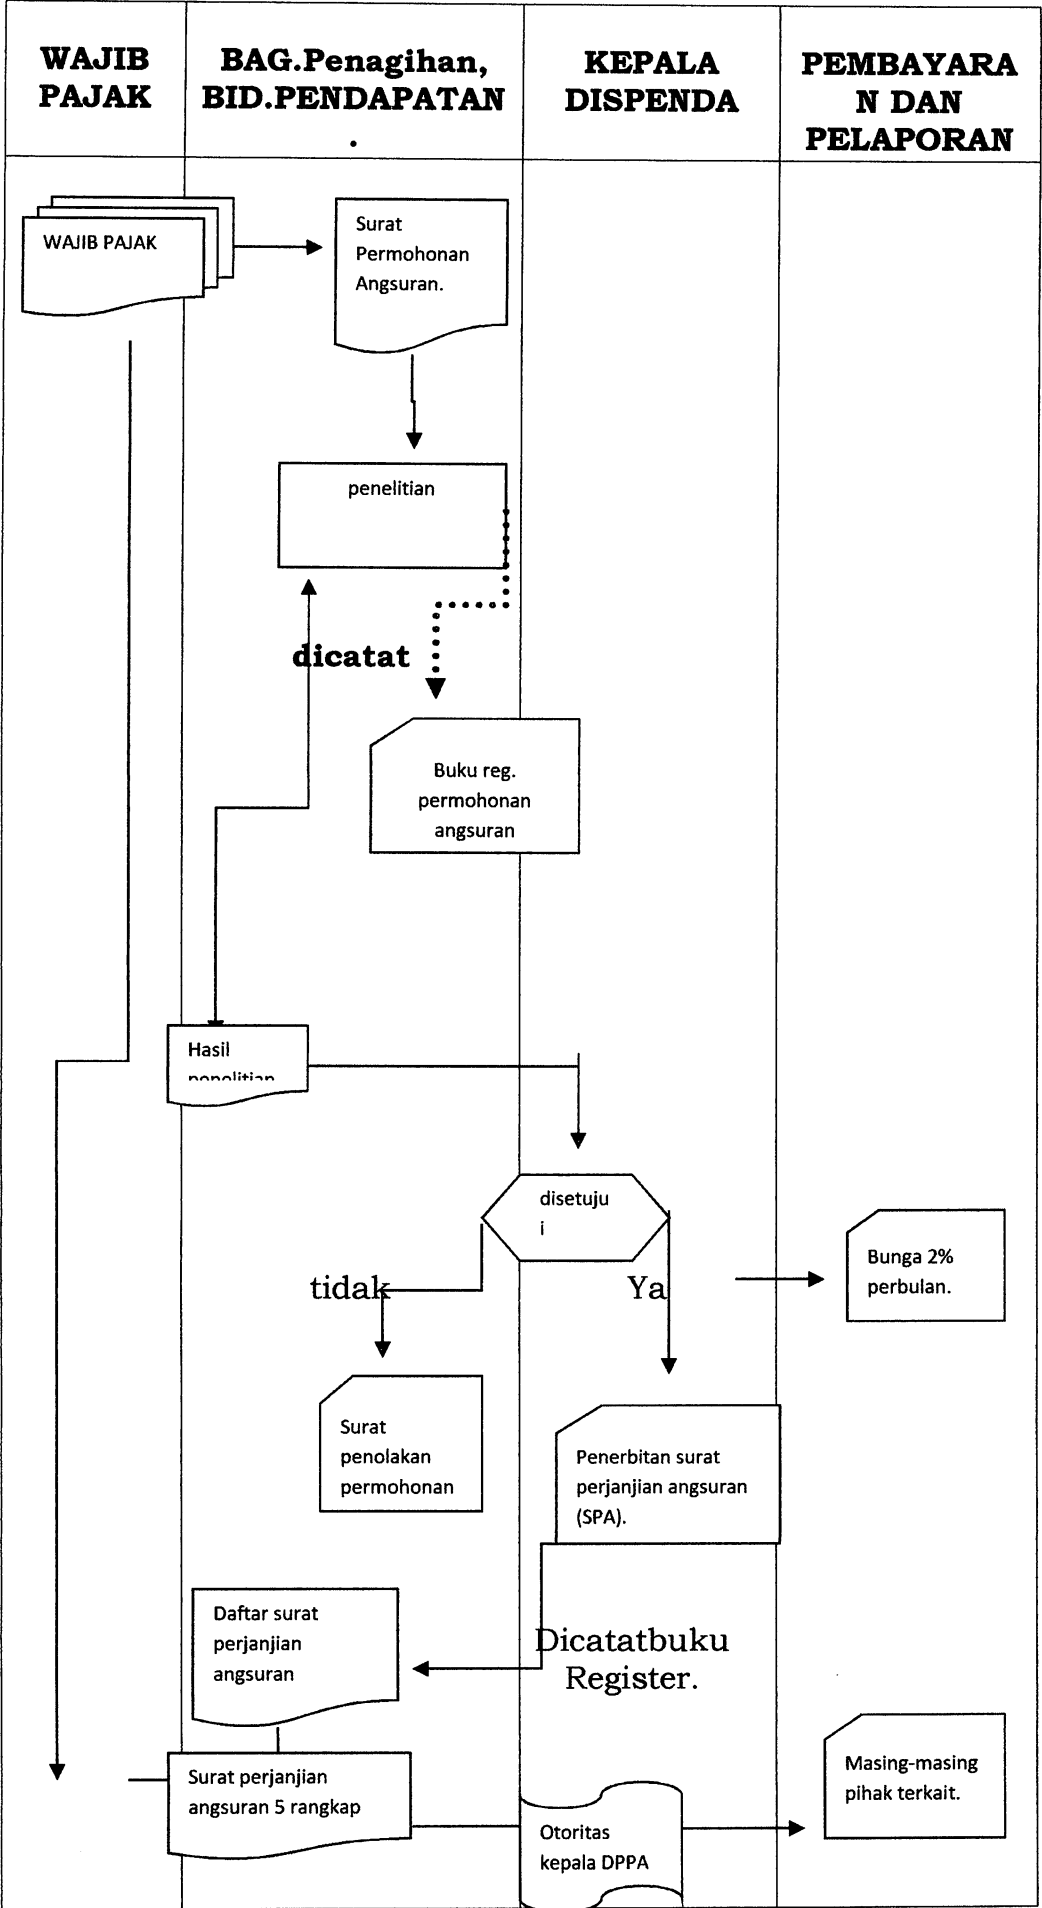 WAJIB
PAJAK
BAG.Penagihan,
BID.PENDAPATAN
.
KEPALA
DISPENDA
PEMBAYARA
N DAN
PELAPORAN
WAJIB PAJAK
Surat
Permohonan
Angsuran.
penelitian
dicatat
Buku reg.
permohonan
angsuran
Hasil
penelitian
disetuju
i
tidak
Ya
Bunga 2%
perbulan.
Surat
penolakan
permohonan
Penerbitan surat
perjanjian angsuran
(SPA).
Daftar surat
perjanjian
angsuran
Dicatatbuku
Register.
Surat perjanjian
angsuran 5 rangkap
Otoritas
kepala DPPA
Masing-masing
pihak terkait.